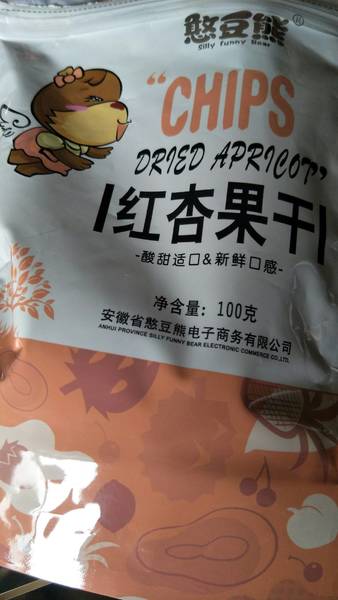 憨豆熊®
Silly funny Bear
“CHIPS
DRIED APRICOT”
红杏果干
-酸甜适口&新鲜口感-
净含量: 100克
安徽省憨豆熊电子商务有限公司
ANHUI PROVINCE SILLY FUNNY BEAR ELECTRONIC COMMERCE CO.,LTD.